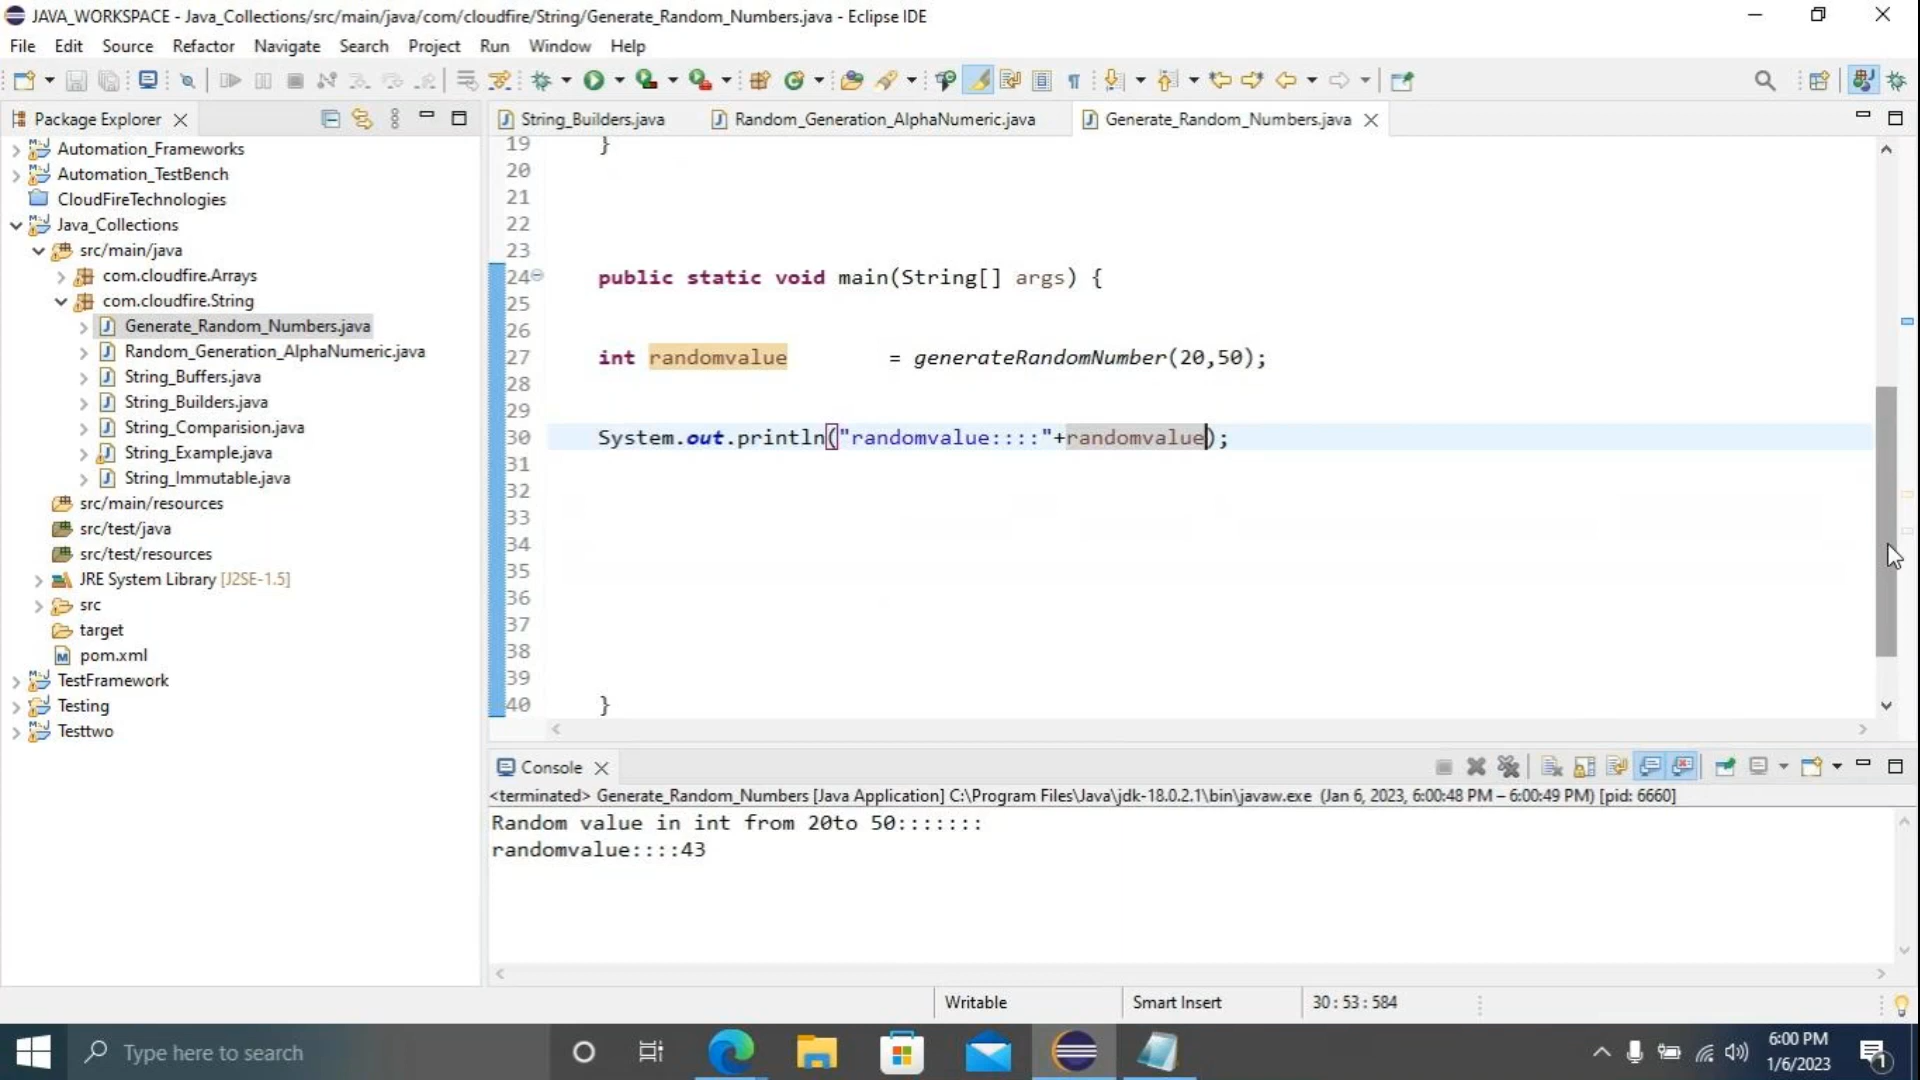 JAVA_WORKSPACE - Java_Collections/src/main/java/com/cloudfire/String/Generate_Random_Numbers.java - Eclipse IDE
File Edit Source Refactor Navigate Search Project Run Window Help
Package Explorer
Automation_Frameworks
Automation_TestBench
CloudFireTechnologies
Java_Collections
src/main/java
com.cloudfire.Arrays
com.cloudfire.String
Generate_Random_Numbers.java
Random_Generation_AlphaNumeric.java
String_Buffers.java
String_Builders.java
String_Comparision.java
String_Example.java
String_Immutable.java
src/main/resources
src/test/java
src/test/resources
JRE System Library [J2SE-1.5]
src
target
pom.xml
TestFramework
Testing
Testtwo
String_Builders.java Random_Generation_AlphaNumeric.java Generate_Random_Numbers.java
19 }
20
21
22
23
24 public static void main(String[] args) {
25
26
27 int randomvalue = generateRandomNumber(20,50);
28
29
30 System.out.println("randomvalue::::"+randomvalue);
31
32
33
34
35
36
37
38
39
40 }
Console
<terminated> Generate_Random_Numbers [Java Application] C:\Program Files\Java\jdk-18.0.2.1\bin\javaw.exe (Jan 6, 2023, 6:00:48 PM – 6:00:49 PM) [pid: 6660]
Random value in int from 20to 50:::::::
randomvalue::::43
Writable Smart Insert 30 : 53 : 584
Type here to search
6:00 PM
1/6/2023
1